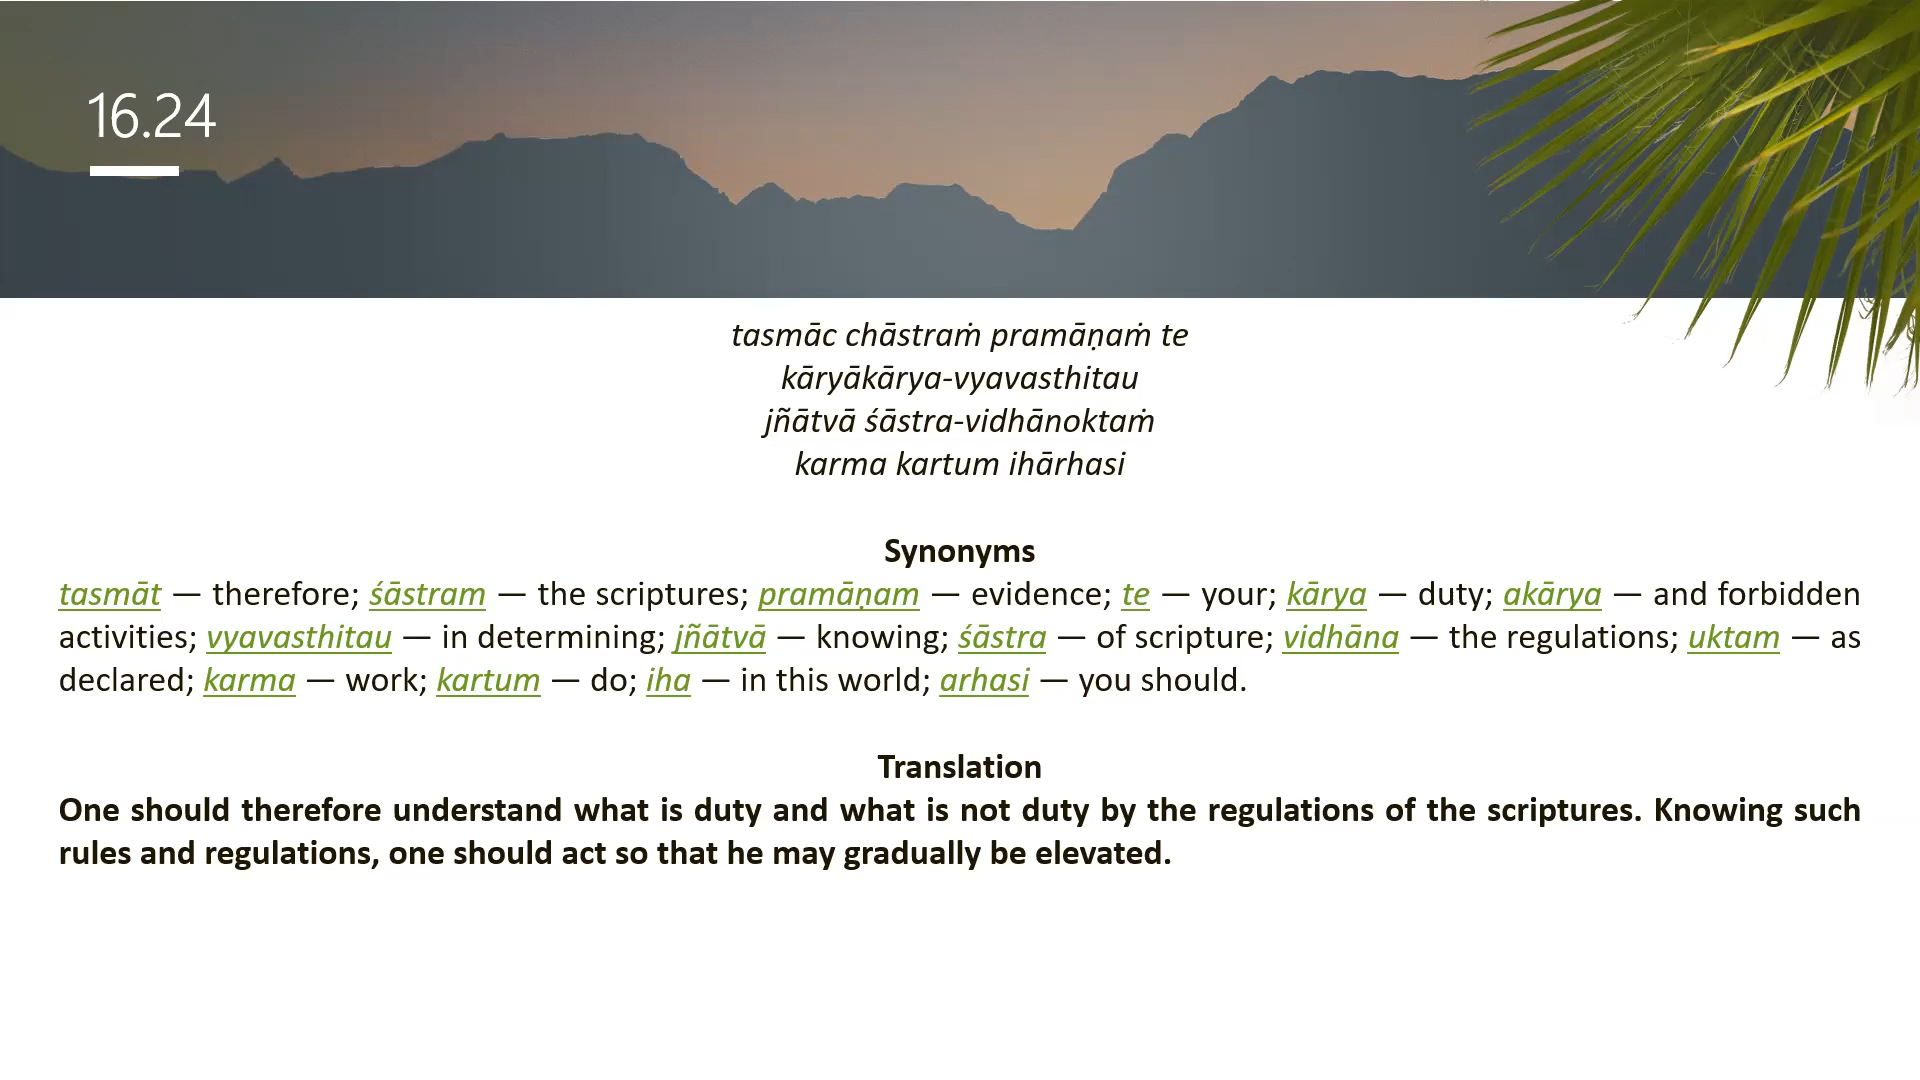 16.24
tasmāc chāstraṁ pramāṇaṁ te
kāryākārya-vyavasthitau
jñātvā śāstra-vidhānoktaṁ
karma kartum ihārhasi
Synonyms
tasmāt — therefore; śāstram — the scriptures; pramāṇam — evidence; te — your; kārya — duty; akārya — and forbidden
activities; vyavasthitau — in determining; jñātvā — knowing; śāstra — of scripture; vidhāna — the regulations; uktam — as
declared; karma — work; kartum — do; iha — in this world; arhasi — you should.
Translation
One should therefore understand what is duty and what is not duty by the regulations of the scriptures. Knowing such
rules and regulations, one should act so that he may gradually be elevated.